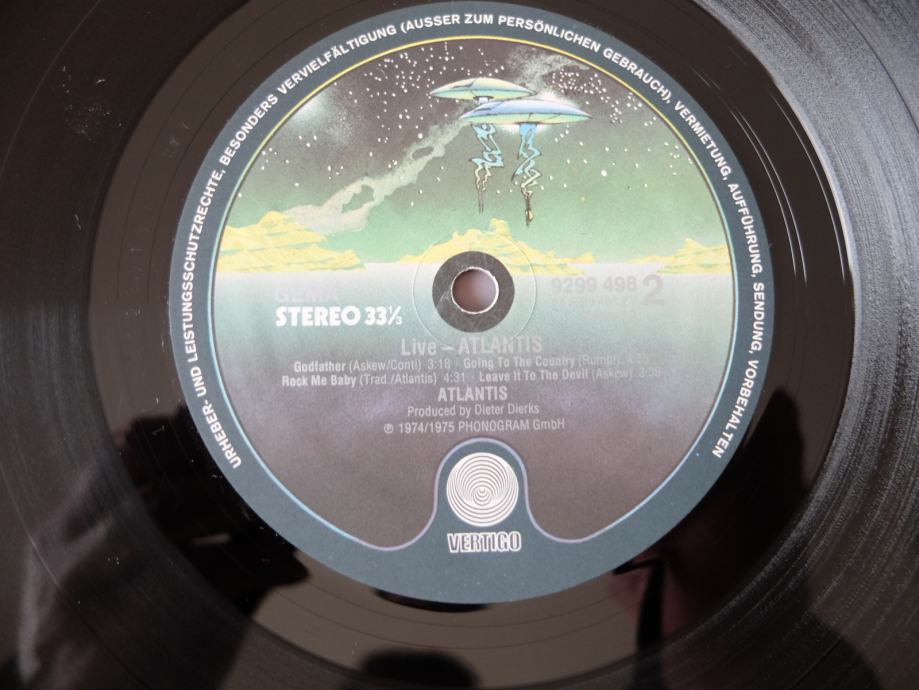 URHEBER- UND LEISTUNGSSCHUTZRECHTE, BESONDERS VERVIELFÄLTIGUNG (AUSSER ZUM PERSÖNLICHEN GEBRAUCH), VERMIETUNG, AUFFÜHRUNG, SENDUNG, VORBEHALTEN
GEMA 9299 498 2
STEREO 33⅓
Live – ATLANTIS
Godfather (Askew/Conti) 3:18 · Going To The Country (Rumpf)
Rock Me Baby (Trad./Atlantis) 4:31 · Leave It To The Devil (Askew) 3:39
ATLANTIS
Produced by Dieter Dierks
℗ 1974/1975 PHONOGRAM GmbH
VERTIGO